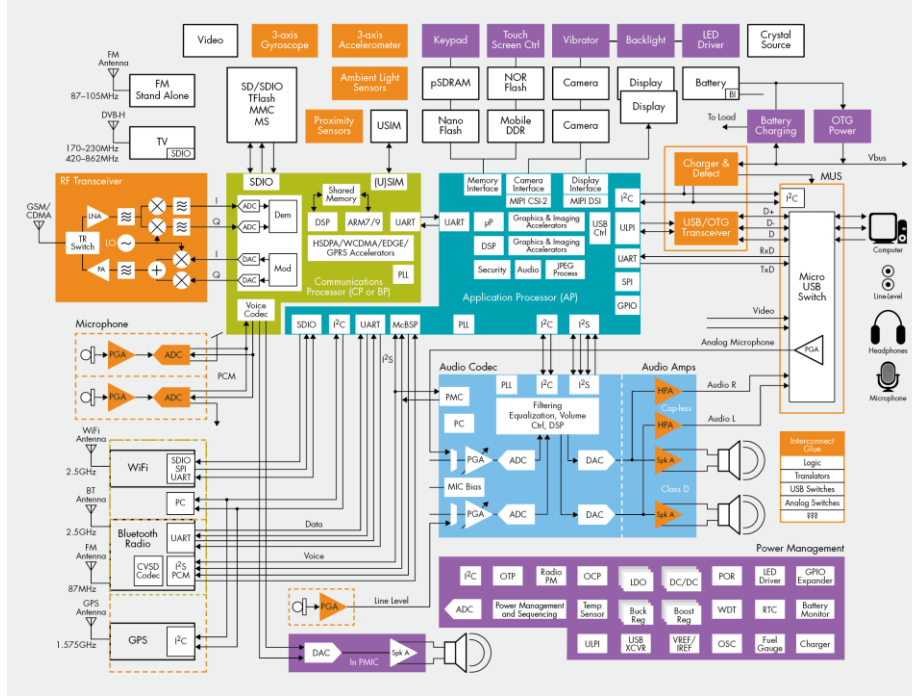 Video
3-axis
Gyroscope
3-axis
Accelerometer
Keypad
Touch
Screen Ctrl
Vibrator
Backlight
LED
Driver
Crystal
Source
FM
Antenna
87–105MHz
FM
Stand Alone
SD/SDIO
TFlash
MMC
MS
Ambient Light
Sensors
pSDRAM
NOR
Flash
Camera
Display
Display
Battery
BI
DVB-H
170–230MHz
420–862MHz
TV
SDIO
Proximity
Sensors
USIM
Nano
Flash
Mobile
DDR
Camera
To Load
Battery
Charging
OTG
Power
Vbus
RF Transceiver
GSM/
CDMA
LNA
TR
Switch
LO
PA
I
Q
I
Q
SDIO
(U)SIM
ADC
ADC
Dem
DAC
DAC
Mod
Shared
Memory
DSP
ARM7/9
UART
HSDPA/WCDMA/EDGE/
GPRS Accelerators
PLL
Communications
Processor (CP or BP)
Voice
Codec
Memory
Interface
Camera
Interface
MIPI CSI-2
Display
Interface
MIPI DSI
I²C
UART
µP
Graphics & Imaging
Accelerators
USB
Ctrl
ULPI
DSP
Graphics & Imaging
Accelerators
Security
Audio
JPEG
Process
UART
SPI
GPIO
Application Processor (AP)
SDIO
I²C
UART
McBSP
PLL
I²C
I²S
Charger
& Detect
USB/OTG
Transceiver
MUS
I²C
D+
D-
D
RxD
TxD
Micro
USB
Switch
Video
Analog Microphone
PGA
Computer
Line-Level
Headphones
Microphone
Microphone
PGA
ADC
PGA
ADC
PCM
I²S
Audio Codec
Audio Amps
PLL
I²C
I²S
PMC
PC
Filtering
Equalization, Volume
Ctrl, DSP
HPA
Cap-less
HPA
Audio R
Audio L
PGA
ADC
DAC
Spk A
MIC Bias
Class D
PGA
ADC
DAC
Spk A
Interconnect
Glue
Logic
Translators
USB Switches
Analog Switches
???
WiFi
Antenna
2.5GHz
WiFi
SDIO
SPI
UART
BT
Antenna
2.5GHz
PC
Bluetooth
Radio
UART
Data
FM
Antenna
87MHz
CVSD
Codec
I²S
PCM
Voice
GPS
Antenna
1.575GHz
GPS
I²C
PGA
Line Level
DAC
Spk A
In PMIC
Power Management
I²C
OTP
Radio
PM
OCP
LDO
DC/DC
POR
LED
Driver
GPIO
Expander
ADC
Power Management
and Sequencing
Temp
Sensor
Buck
Reg
Boost
Reg
WDT
RTC
Battery
Monitor
ULPI
USB
XCVR
VREF/
IREF
OSC
Fuel
Gauge
Charger